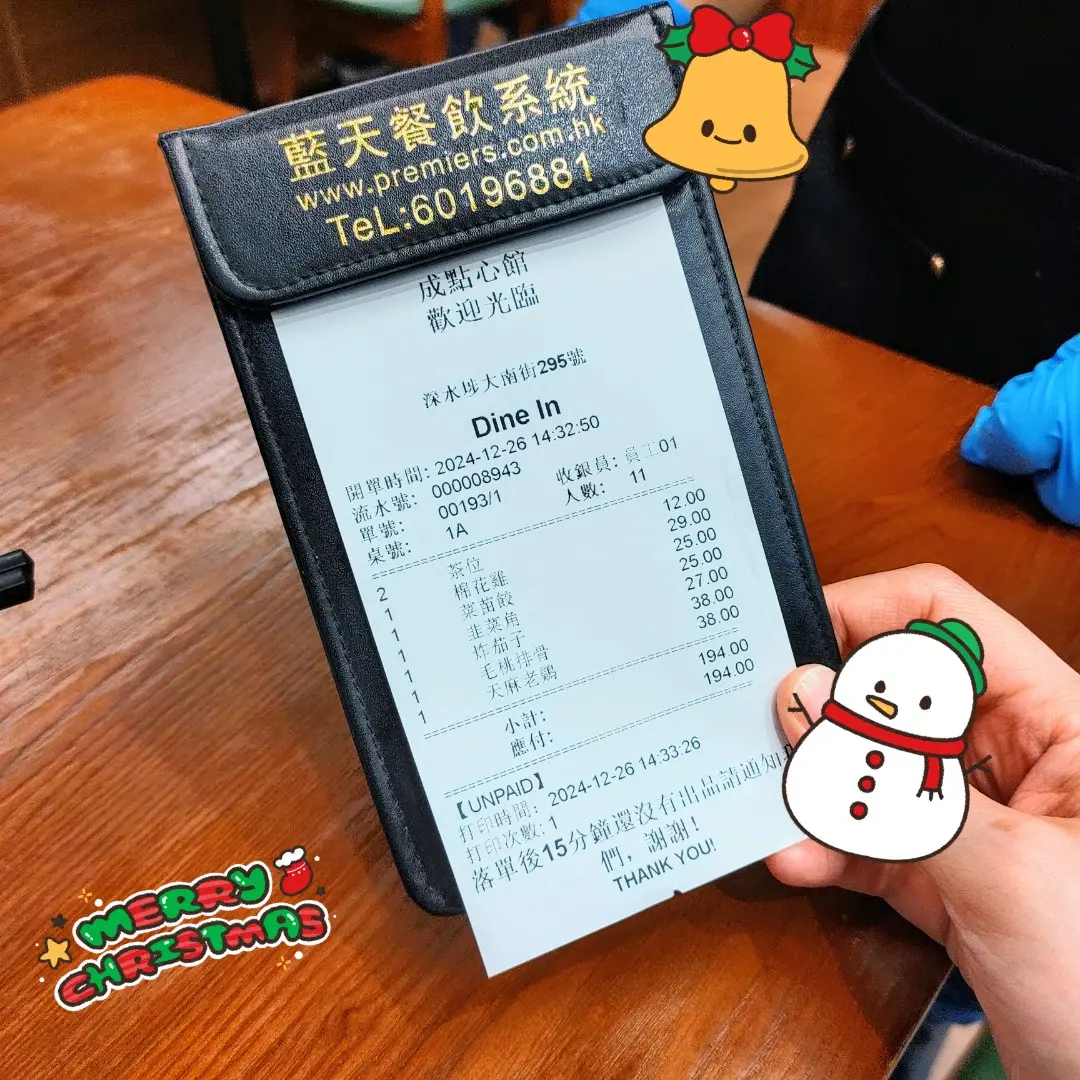 藍天餐飲系統
www.premiers.com.hk
TeL:60196881
成點心館
歡迎光臨
深水埗大南街295號
Dine In
開單時間: 2024-12-26 14:32:50
流水號: 000008943 收銀員: 員工01
單號: 00193/1 人數: 11
桌號: 1A
2 茶位 12.00
1 棉花雞 29.00
1 菜苗餃 25.00
1 韭菜角 25.00
1 炸茄子 27.00
1 毛桃排骨 38.00
1 天麻老鶏 38.00
小計: 194.00
應付: 194.00
【UNPAID】
打印時間: 2024-12-26 14:33:26
打印次數: 1
落單後15分鐘還沒有出品請通知
們，謝謝!
THANK YOU!
MERRY
CHRISTMAS